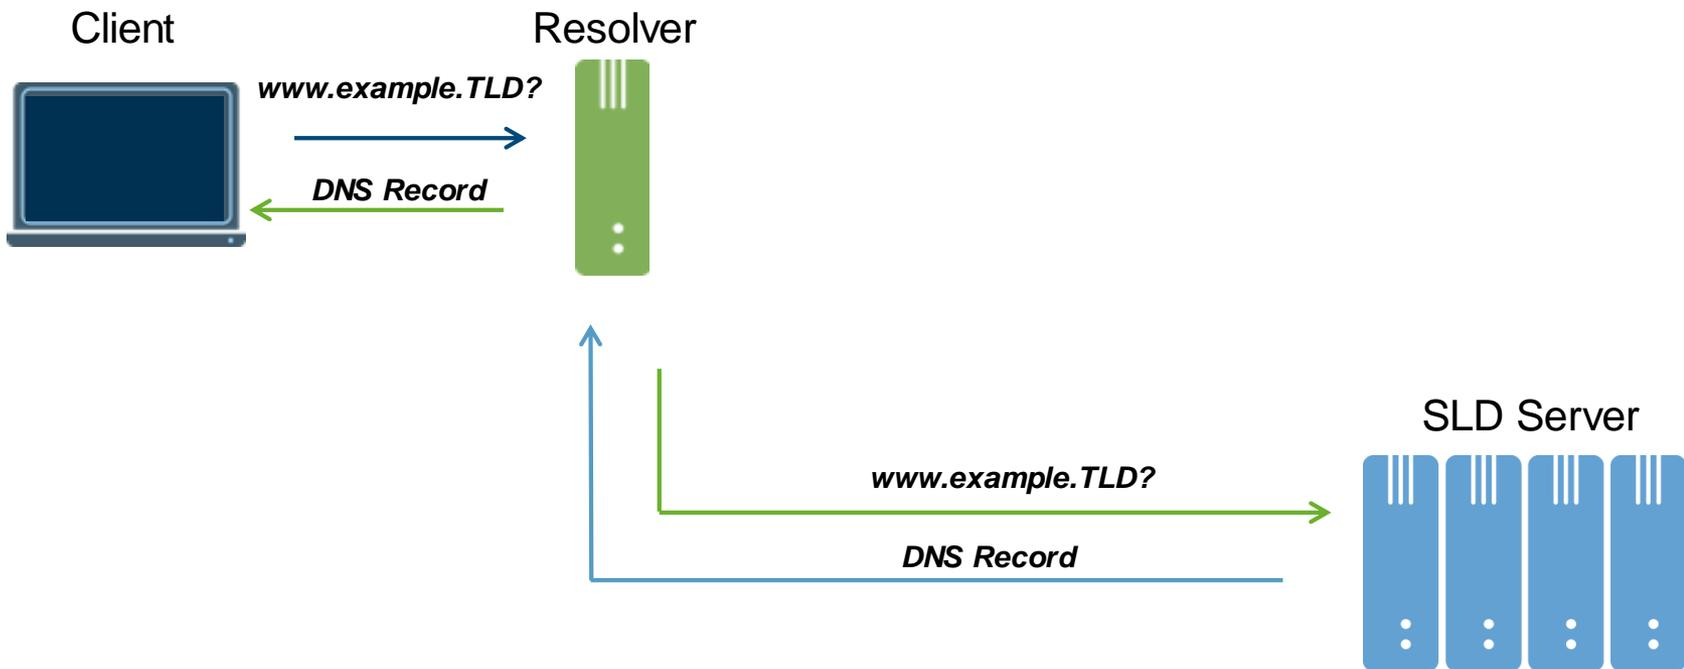 Client
Resolver
www.example.TLD?
DNS Record
SLD Server
www.example.TLD?
DNS Record